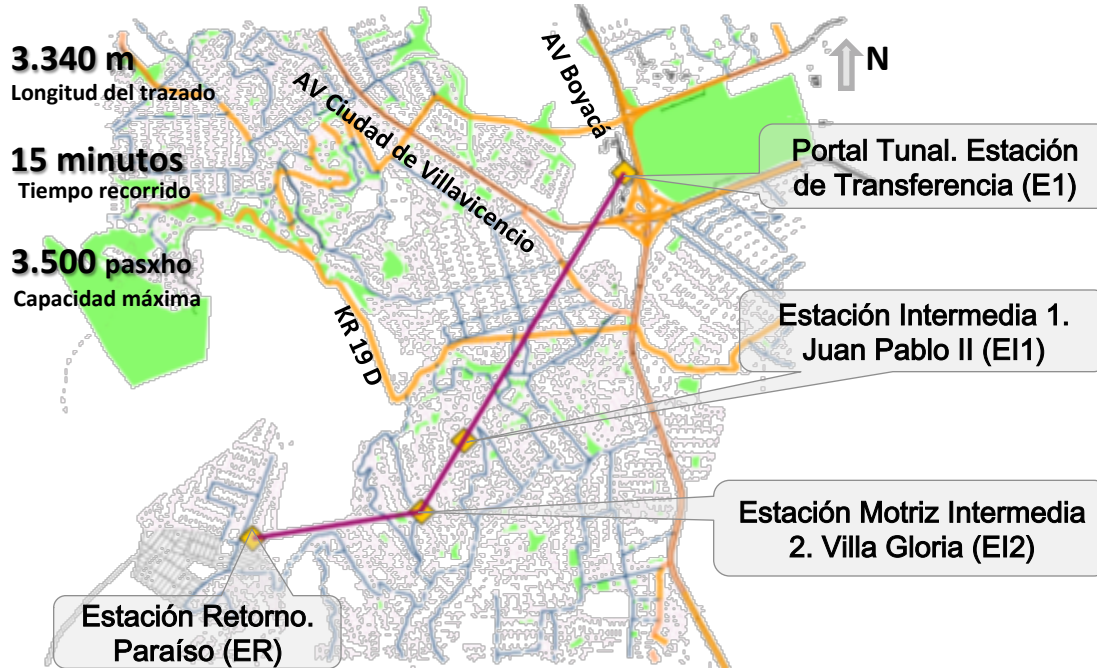 3.340 m
Longitud del trazado
15 minutos
Tiempo recorrido
3.500 pasxho
Capacidad máxima
AV Ciudad de Villavicencio
AV Boyacá
N
KR 19 D
Portal Tunal. Estación
de Transferencia (E1)
Estación Intermedia 1.
Juan Pablo II (EI1)
Estación Motriz Intermedia
2. Villa Gloria (EI2)
Estación Retorno.
Paraíso (ER)